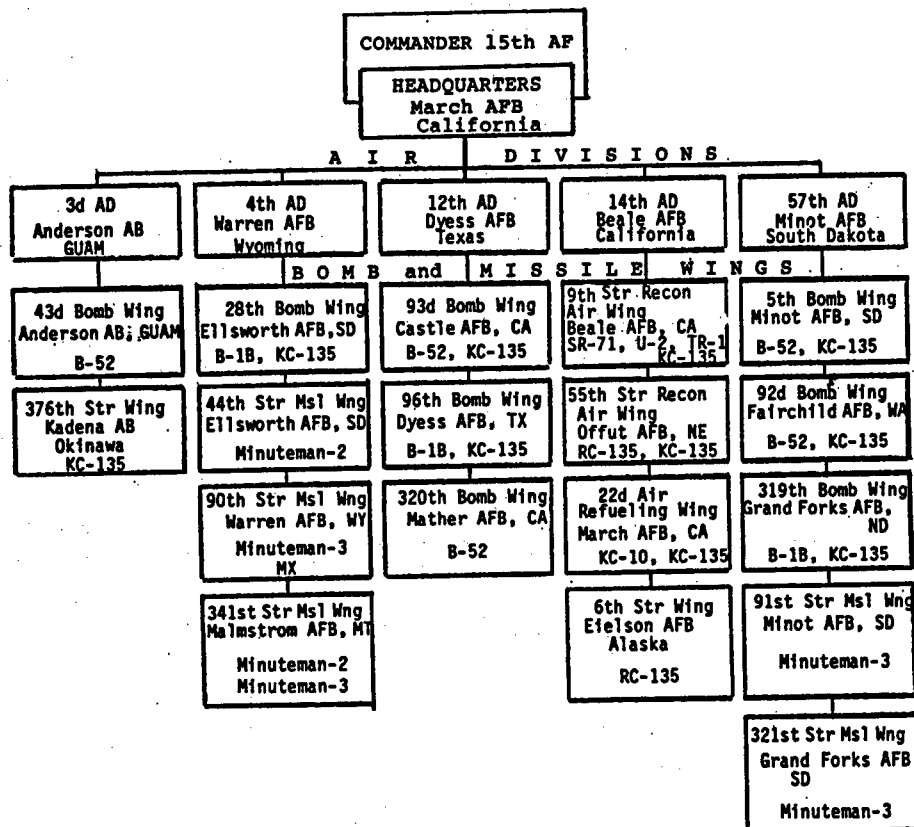 COMMANDER 15th AF
HEADQUARTERS
March AFB
California
A I R D I V I S I O N S
3d AD
Anderson AB
GUAM
4th AD
Warren AFB
Wyoming
12th AD
Dyess AFB
Texas
14th AD
Beale AFB
California
57th AD
Minot AFB
South Dakota
B O M B and M I S S I L E W I N G S
43d Bomb Wing
Anderson AB, GUAM
B-52
376th Str Wing
Kadena AB
Okinawa
KC-135
28th Bomb Wing
Ellsworth AFB,SD
B-1B, KC-135
44th Str Msl Wng
Ellsworth AFB, SD
Minuteman-2
90th Str Msl Wng
Warren AFB, WY
Minuteman-3
MX
341st Str Msl Wng
Malmstrom AFB, MT
Minuteman-2
Minuteman-3
93d Bomb Wing
Castle AFB, CA
B-52, KC-135
96th Bomb Wing
Dyess AFB, TX
B-1B, KC-135
320th Bomb Wing
Mather AFB, CA
B-52
9th Str Recon
Air Wing
Beale AFB, CA
SR-71, U-2, TR-1
KC-135
55th Str Recon
Air Wing
Offut AFB, NE
RC-135, KC-135
22d Air
Refueling Wing
March AFB, CA
KC-10, KC-135
6th Str Wing
Eielson AFB
Alaska
RC-135
5th Bomb Wing
Minot AFB, SD
B-52, KC-135
92d Bomb Wing
Fairchild AFB, WA
B-52, KC-135
319th Bomb Wing
Grand Forks AFB,
ND
B-1B, KC-135
91st Str Msl Wng
Minot AFB, SD
Minuteman-3
321st Str Msl Wng
Grand Forks AFB
SD
Minuteman-3